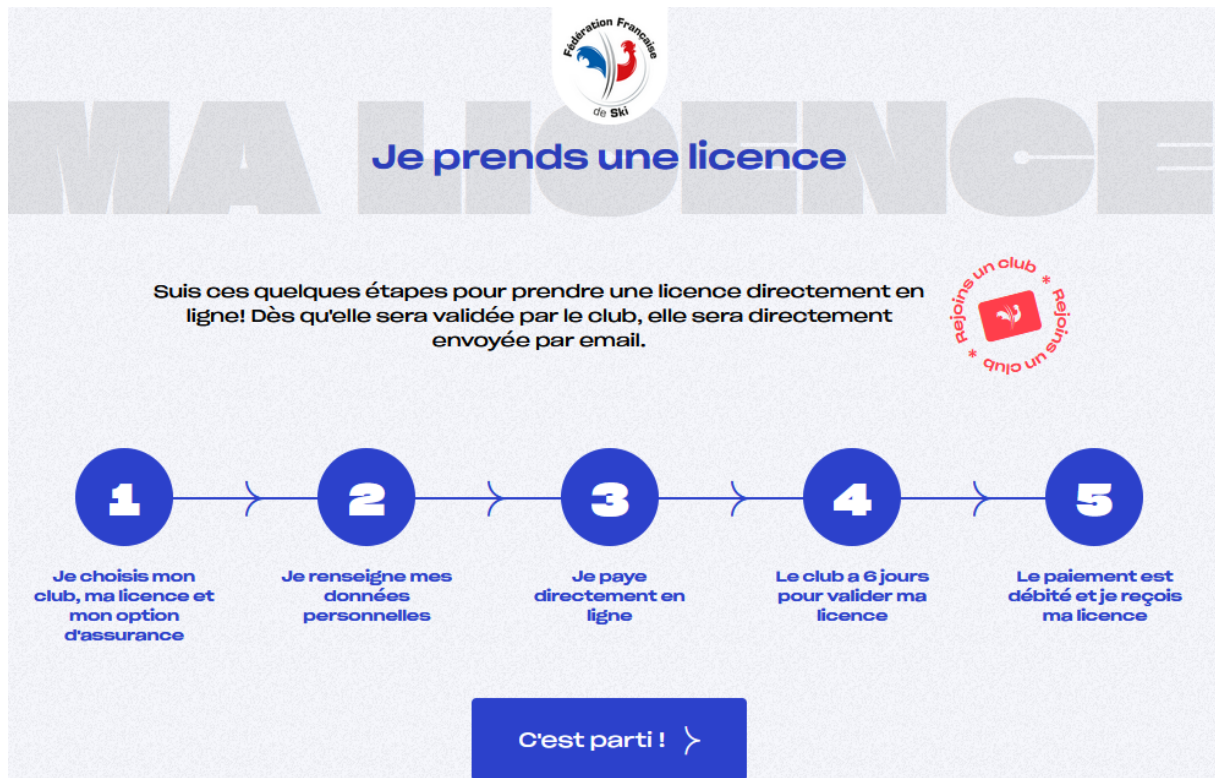 Fédération Française
de Ski
MA LICENCE
Je prends une licence
Suis ces quelques étapes pour prendre une licence directement en
ligne! Dès qu'elle sera validée par le club, elle sera directement
envoyée par email.
Rejoins un club * Rejoins un club *
1
2
3
4
5
Je choisis mon
club, ma licence et
mon option
d'assurance
Je renseigne mes
données
personnelles
Je paye
directement en
ligne
Le club a 6 jours
pour valider ma
licence
Le paiement est
débité et je reçois
ma licence
C'est parti !